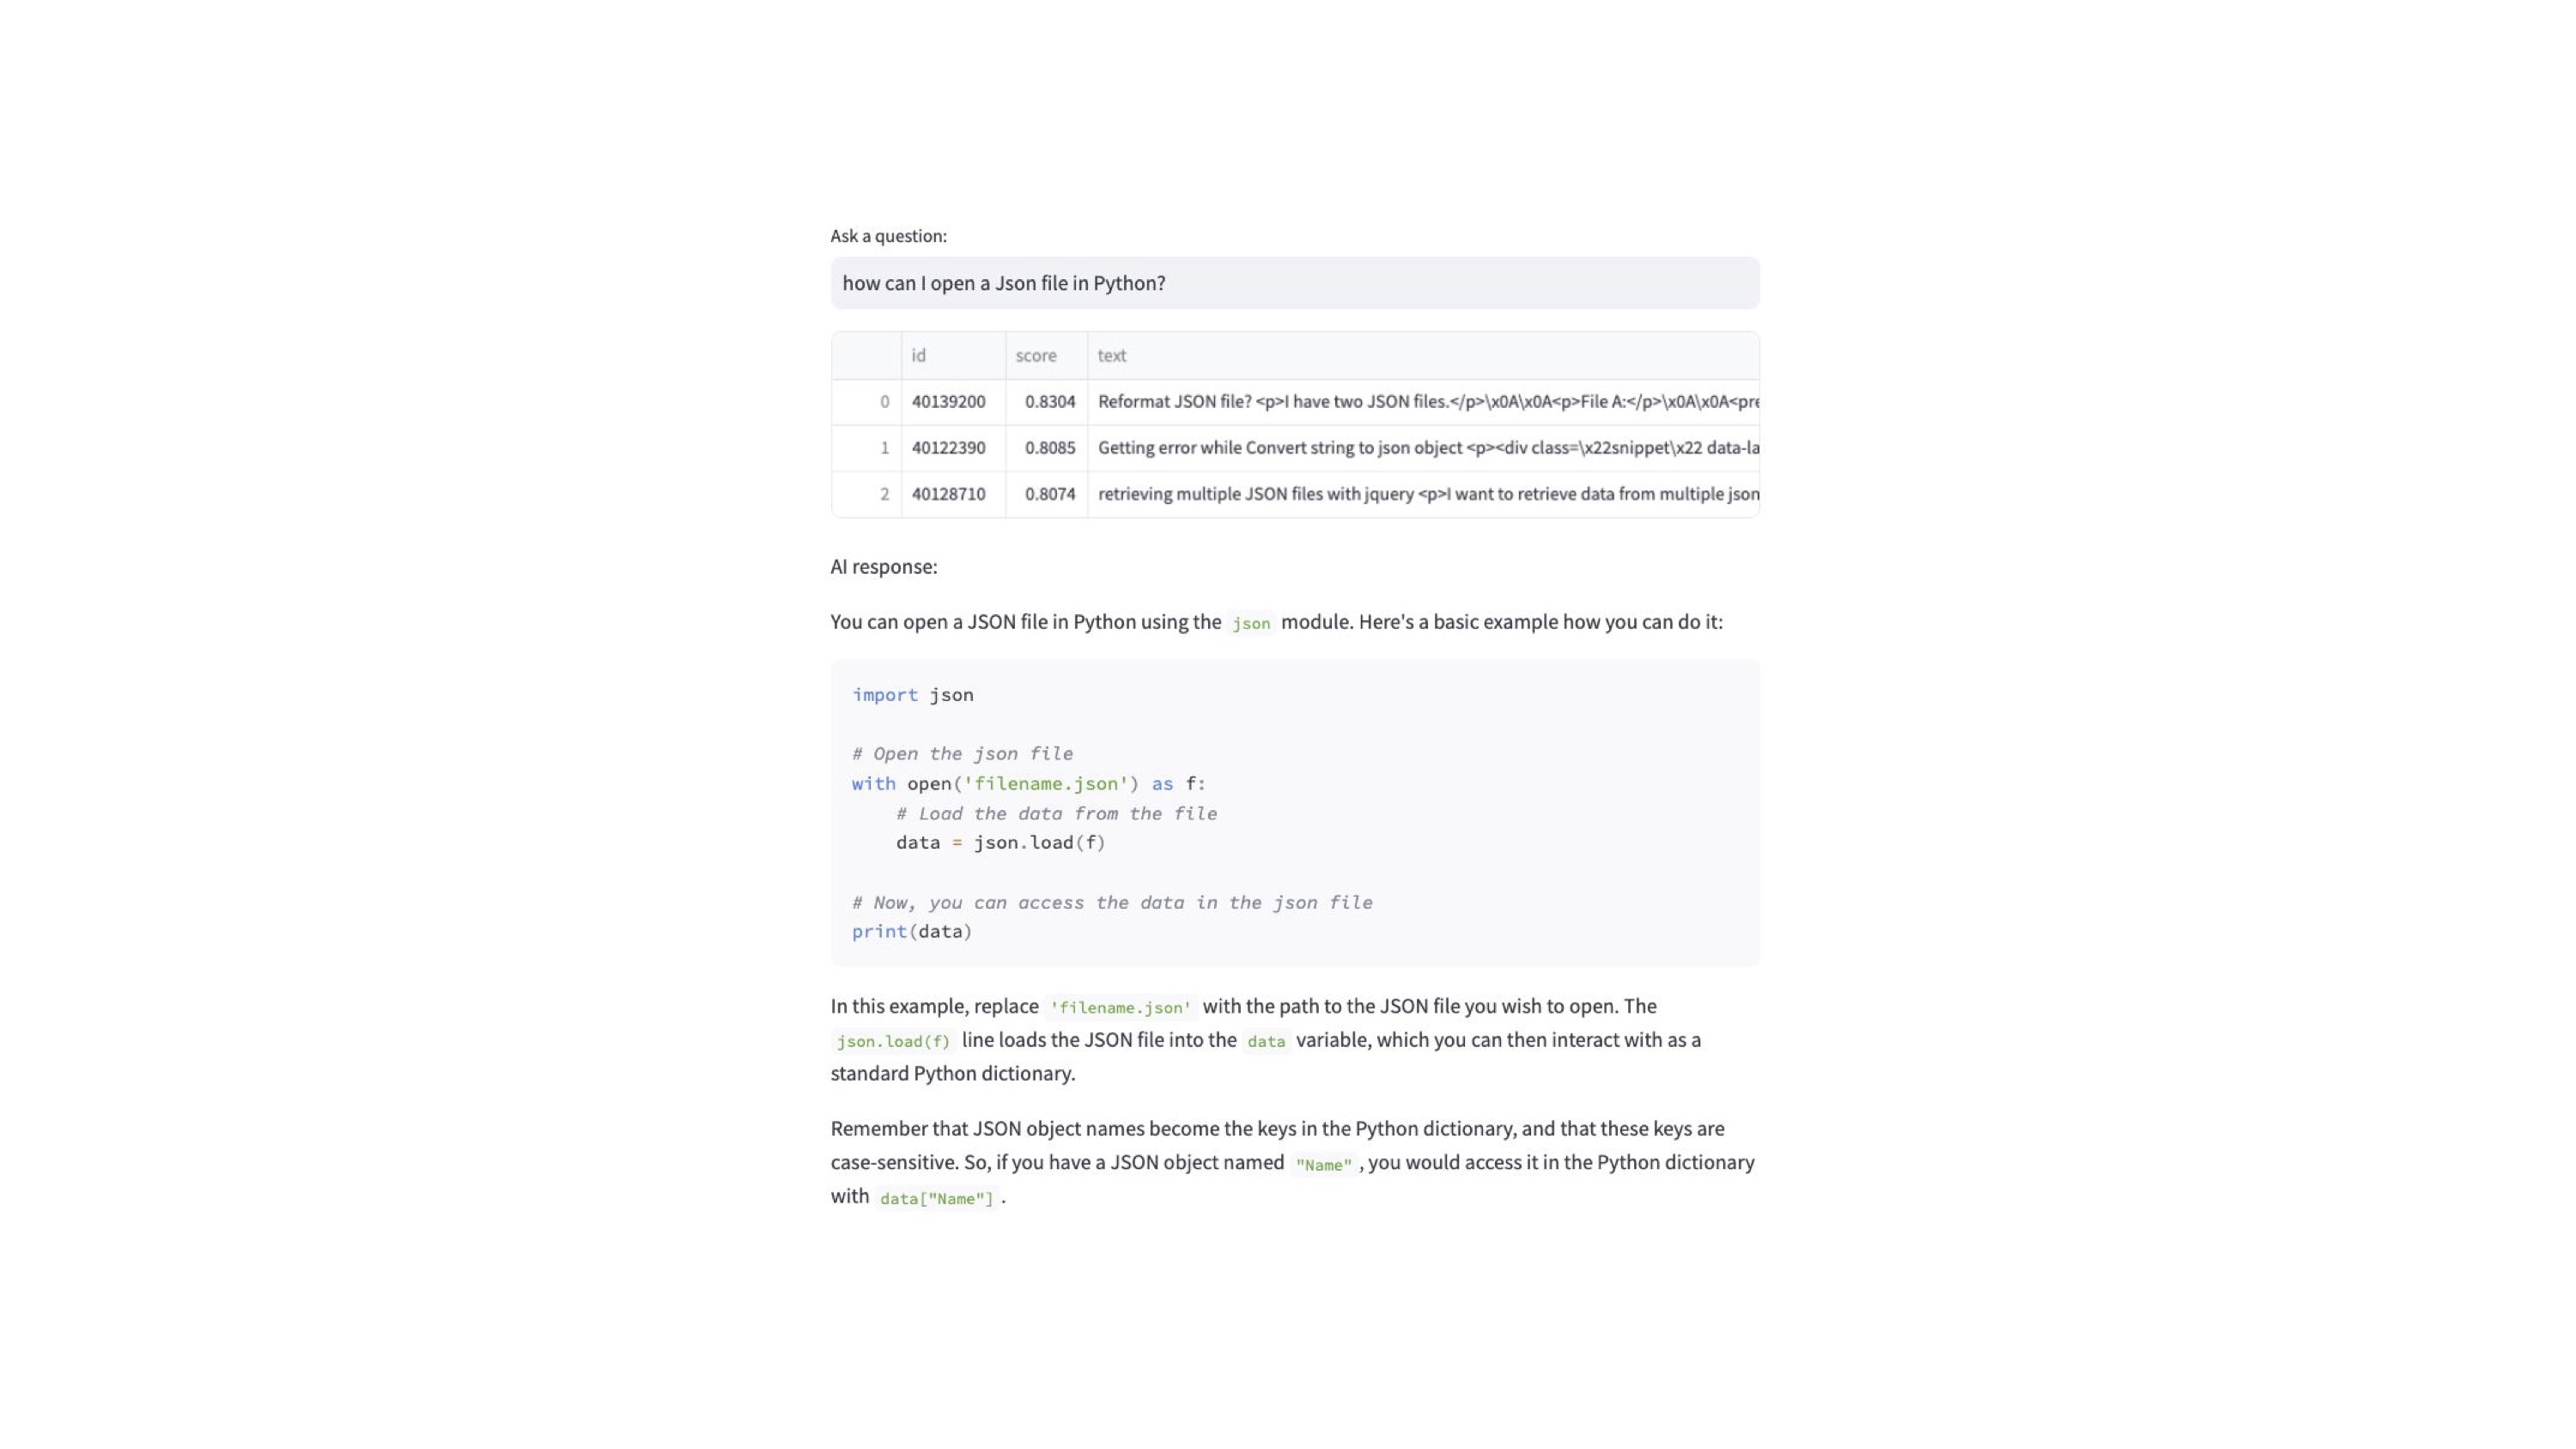 Ask a question:
how can I open a Json file in Python?
id score text
0 40139200 0.8304 Reformat JSON file? <p>I have two JSON files.</p>\x0A\x0A<p>File A:</p>\x0A\x0A<pre
1 40122390 0.8085 Getting error while Convert string to json object <p><div class=\x22snippet\x22 data-la
2 40128710 0.8074 retrieving multiple JSON files with jquery <p>I want to retrieve data from multiple json
AI response:
You can open a JSON file in Python using the json module. Here's a basic example how you can do it:
import json
# Open the json file
with open('filename.json') as f:
    # Load the data from the file
    data = json.load(f)
# Now, you can access the data in the json file
print(data)
In this example, replace 'filename.json' with the path to the JSON file you wish to open. The
json.load(f) line loads the JSON file into the data variable, which you can then interact with as a
standard Python dictionary.
Remember that JSON object names become the keys in the Python dictionary, and that these keys are
case-sensitive. So, if you have a JSON object named "Name" , you would access it in the Python dictionary
with data["Name"] .